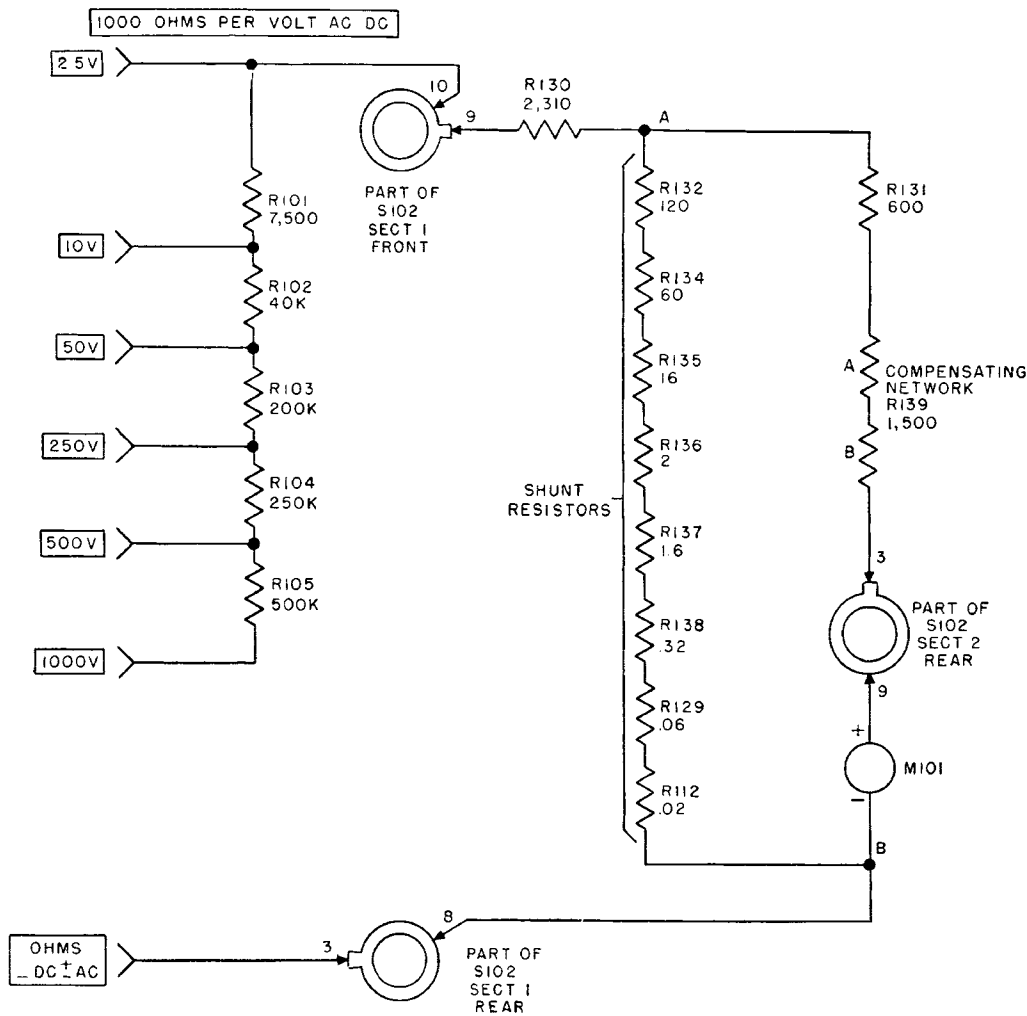 1000 OHMS PER VOLT AC DC
2.5V
10V
50V
250V
500V
1000V
R101
7,500
R102
40K
R103
200K
R104
250K
R105
500K
10
9
PART OF
S102
SECT 1
FRONT
R130
2,310
A
R132
120
R134
60
R135
16
R136
2
R137
1.6
R138
.32
R129
.06
R112
.02
SHUNT
RESISTORS
R131
600
A
B
COMPENSATING
NETWORK
R139
1,500
3
PART OF
S102
SECT 2
REAR
9
+
M101
-
B
8
3
OHMS
- DC ± AC
PART OF
S102
SECT 1
REAR